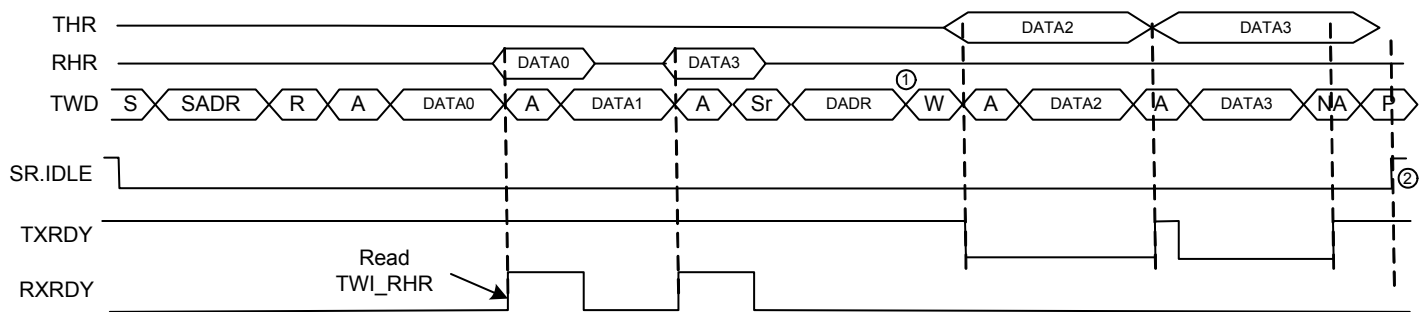 THR DATA2 DATA3
RHR DATA0 DATA3
①
TWD S SADR R A DATA0 A DATA1 A Sr DADR W A DATA2 A DATA3 NA P
SR.IDLE ②
TXRDY
Read
TWI_RHR
RXRDY